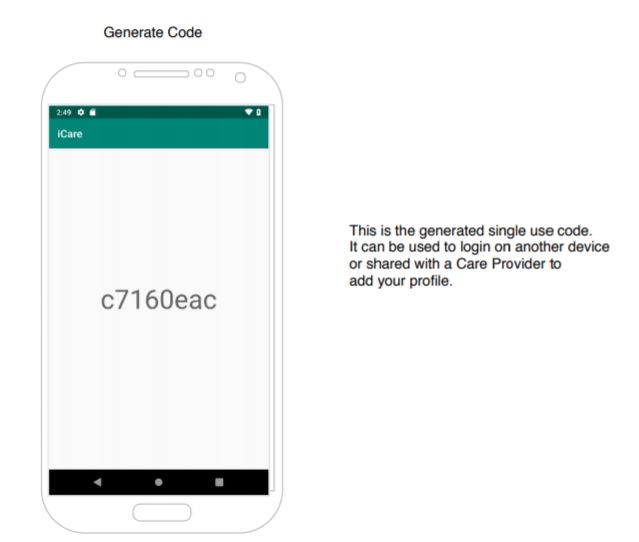 Generate Code
2:49
iCare
c7160eac
This is the generated single use code.
It can be used to login on another device
or shared with a Care Provider to
add your profile.